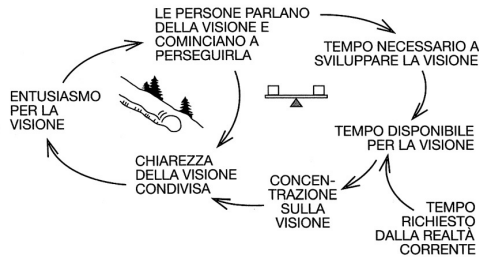 LE PERSONE PARLANO
DELLA VISIONE E
COMINCIANO A
PERSEGUIRLA
TEMPO NECESSARIO A
SVILUPPARE LA VISIONE
ENTUSIASMO
PER LA
VISIONE
TEMPO DISPONIBILE
PER LA VISIONE
CHIAREZZA
DELLA VISIONE
CONDIVISA
CONCEN-
TRAZIONE
SULLA
VISIONE
TEMPO
RICHIESTO
DALLA REALTÀ
CORRENTE